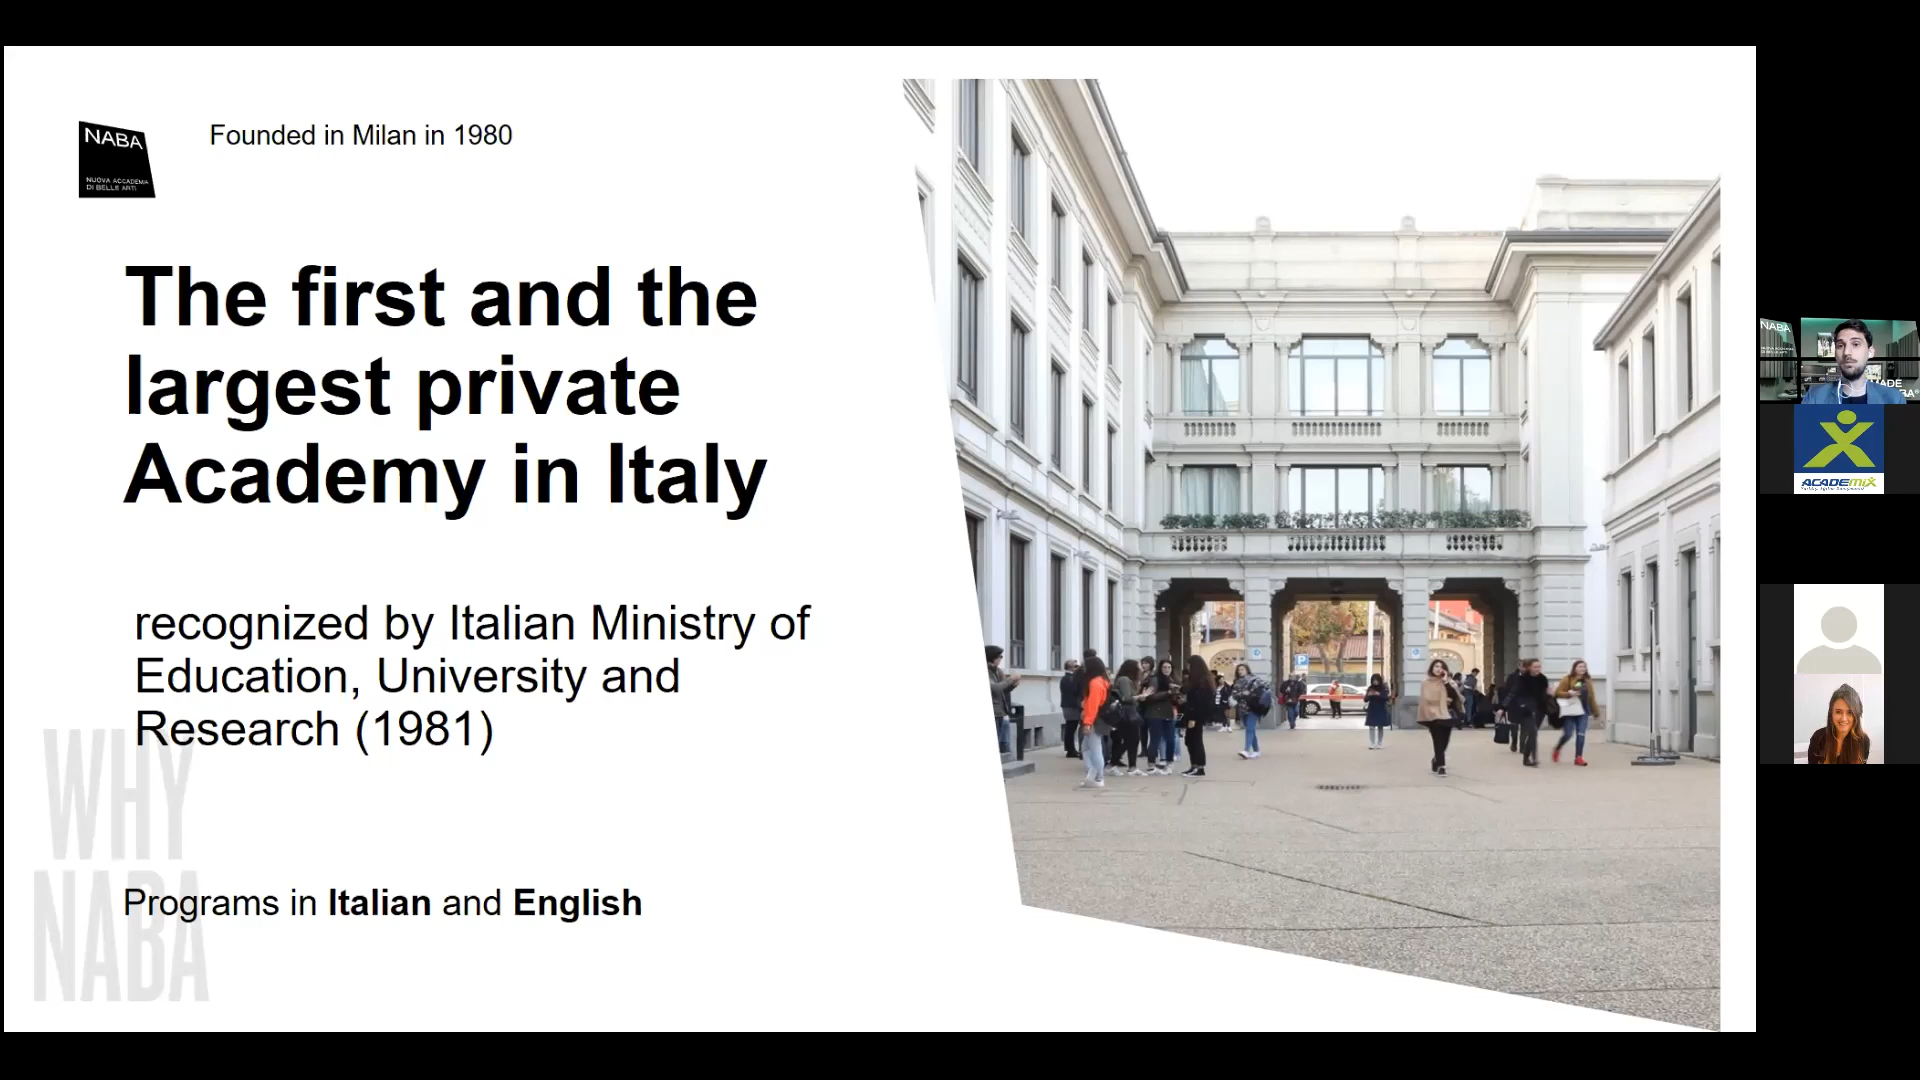 NABA
NUOVA ACCADEMIA
DI BELLE ARTI
Founded in Milan in 1980
The first and the
largest private
Academy in Italy
recognized by Italian Ministry of
Education, University and
Research (1981)
WHY
NABA
Programs in Italian and English
P
NABA
MADE
ACADEMIX